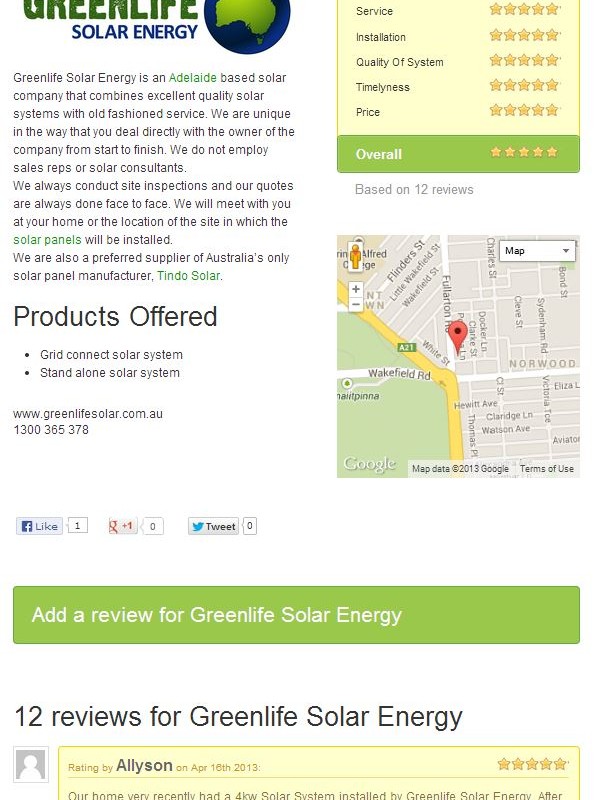 GREENLIFE
SOLAR ENERGY
Greenlife Solar Energy is an Adelaide based solar
company that combines excellent quality solar
systems with old fashioned service. We are unique
in the way that you deal directly with the owner of the
company from start to finish. We do not employ
sales reps or solar consultants.
We always conduct site inspections and our quotes
are always done face to face. We will meet with you
at your home or the location of the site in which the
solar panels will be installed.
We are also a preferred supplier of Australia's only
solar panel manufacturer, Tindo Solar.
Products Offered
Grid connect solar system
Stand alone solar system
www.greenlifesolar.com.au
1300 365 378
Service
Installation
Quality Of System
Timelyness
Price
Overall
Based on 12 reviews
Map
Flinders St
Little Wakefield St
Wakefield St
Fullarton Rd
Charles St
Bond St
Cleve St
Sydenham Rd
Docker Ln
Clarke St
A21
White St
Wakefield Rd
NORWOOD
Cl St
Victoria Tce
Eliza L
Hewitt Ave
Claridge Ln
Watson Ave
Thomas Pl
Aviator
Google
Map data ©2013 Google
Terms of Use
Like 1
+1 0
Tweet 0
Add a review for Greenlife Solar Energy
12 reviews for Greenlife Solar Energy
Rating by Allyson on Apr 16th 2013:
Our home very recently had a 4kw Solar System installed by Greenlife Solar Energy. After